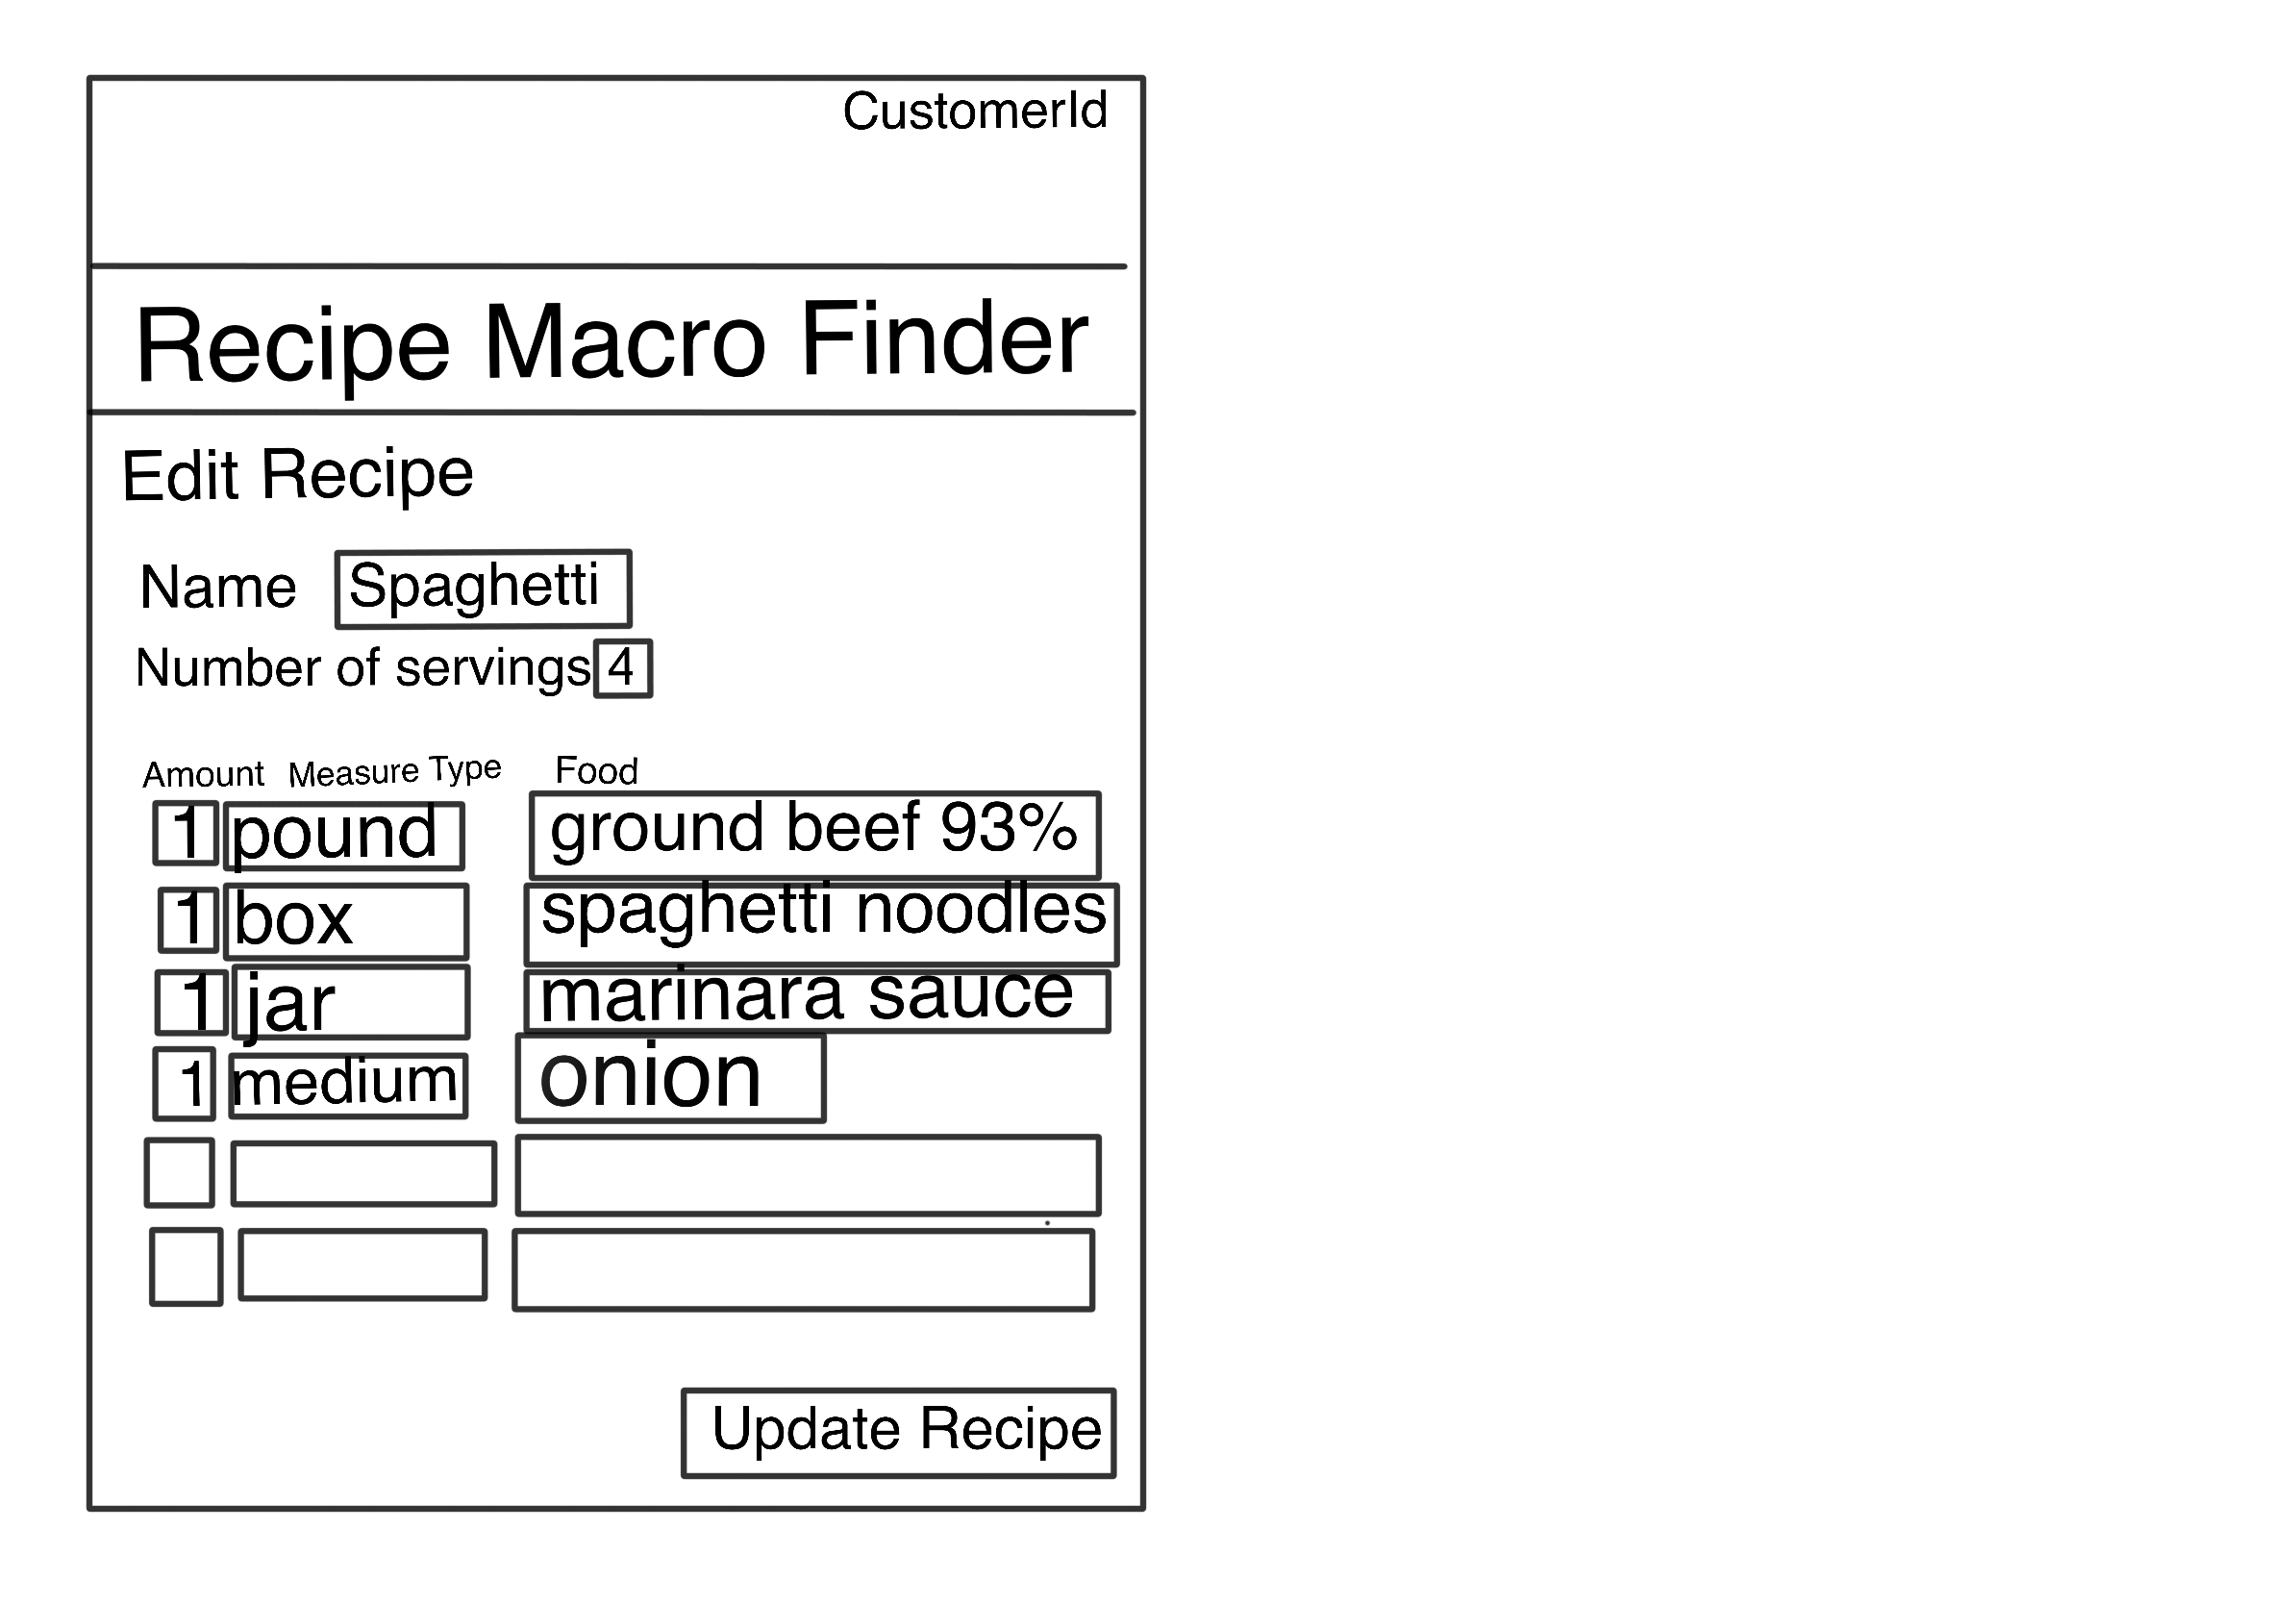 CustomerId
Recipe Macro Finder
Edit Recipe
Name Spaghetti
Number of servings 4
Amount Measure Type Food
1 pound ground beef 93%
1 box spaghetti noodles
1 jar marinara sauce
1 medium onion
Update Recipe